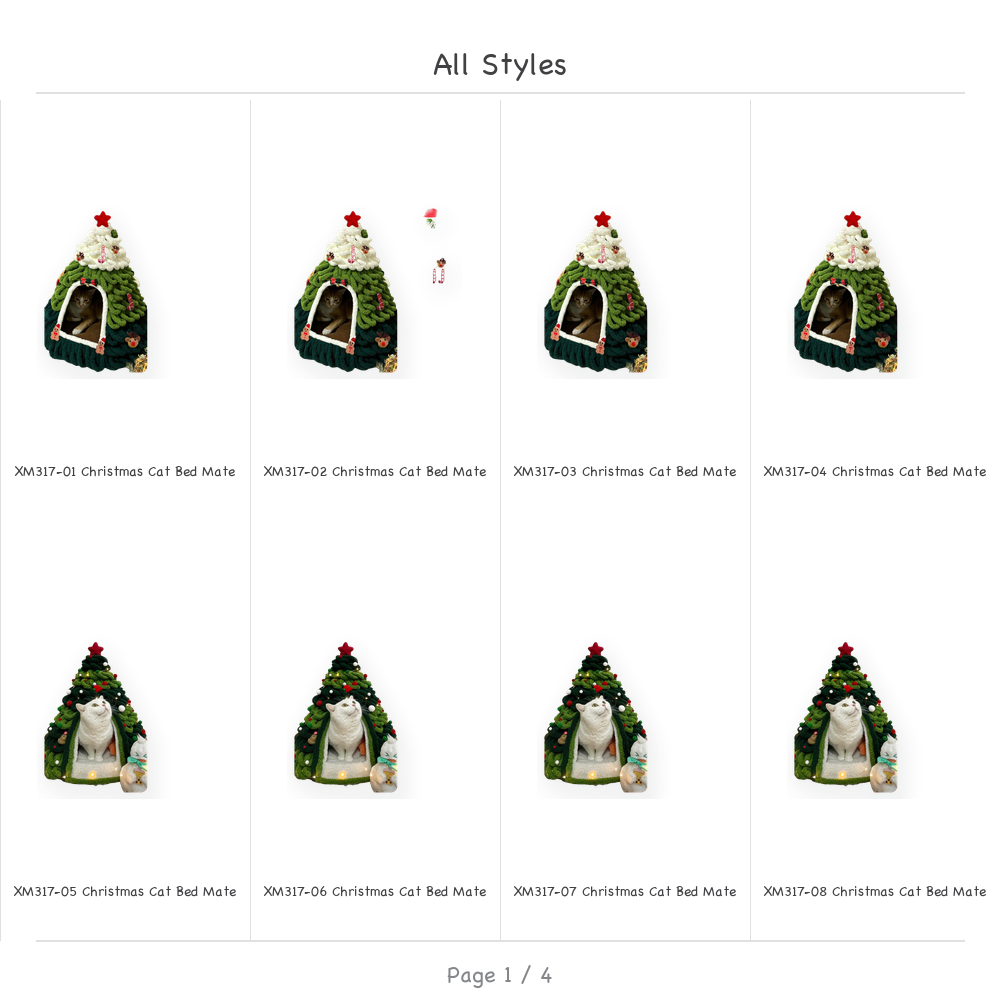 All Styles
XM317-01 Christmas Cat Bed Mate
XM317-02 Christmas Cat Bed Mate
XM317-03 Christmas Cat Bed Mate
XM317-04 Christmas Cat Bed Mate
XM317-05 Christmas Cat Bed Mate
XM317-06 Christmas Cat Bed Mate
XM317-07 Christmas Cat Bed Mate
XM317-08 Christmas Cat Bed Mate
Page 1 / 4